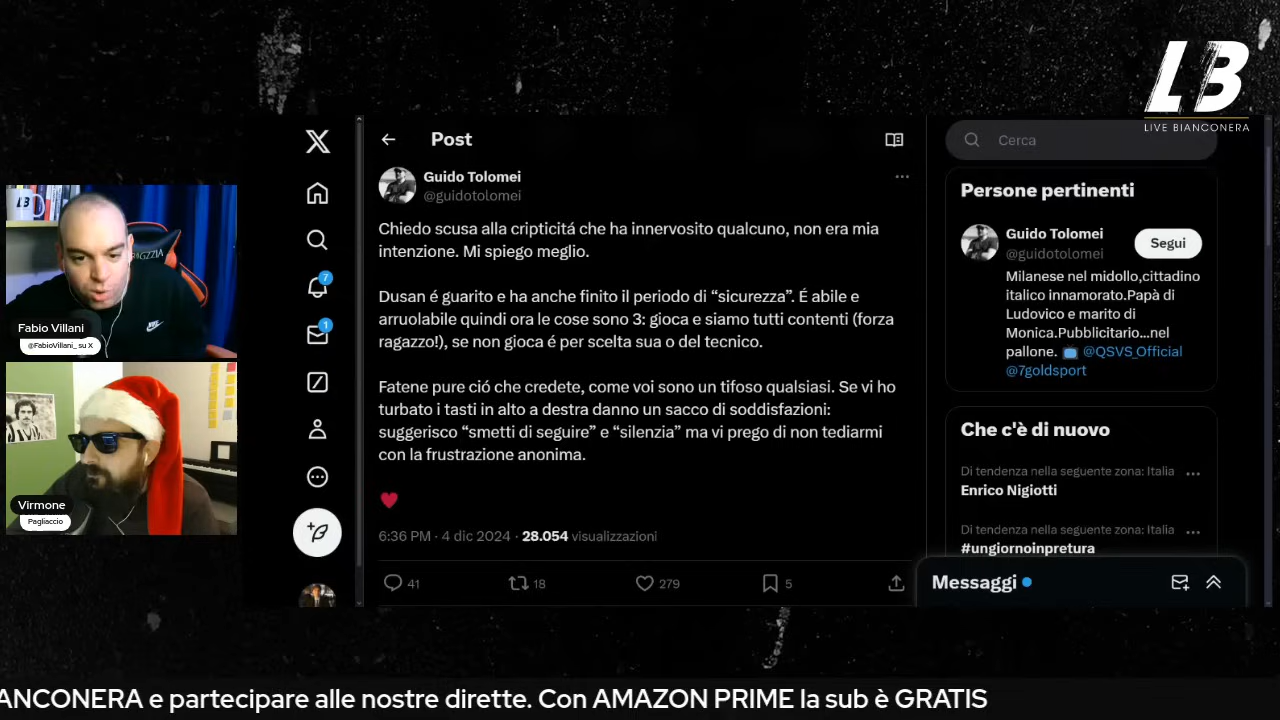 LB
LIVE BIANCONERA
Post
Guido Tolomei
@guidotolomei
Chiedo scusa alla cripticitá che ha innervosito qualcuno, non era mia
intenzione. Mi spiego meglio.
Dusan é guarito e ha anche finito il periodo di “sicurezza”. É abile e
arruolabile quindi ora le cose sono 3: gioca e siamo tutti contenti (forza
ragazzo!), se non gioca é per scelta sua o del tecnico.
Fatene pure ció che credete, come voi sono un tifoso qualsiasi. Se vi ho
turbato i tasti in alto a destra danno un sacco di soddisfazioni:
suggerisco “smetti di seguire” e “silenzia” ma vi prego di non tediarmi
con la frustrazione anonima.
6:36 PM · 4 dic 2024 · 28.054 visualizzazioni
41 18 279 5
7
1
Cerca
Persone pertinenti
Guido Tolomei
@guidotolomei
Segui
Milanese nel midollo,cittadino
italico innamorato.Papà di
Ludovico e marito di
Monica.Pubblicitario...nel
pallone. @QSVS_Official
@7goldsport
Che c'è di nuovo
Di tendenza nella seguente zona: Italia
Enrico Nigiotti
Di tendenza nella seguente zona: Italia
#ungiornoinpretura
Messaggi
Fabio Villani
@FabioVillani_ su X
Virmone
Pagliaccio
ANCONERA e partecipare alle nostre dirette. Con AMAZON PRIME la sub è GRATIS